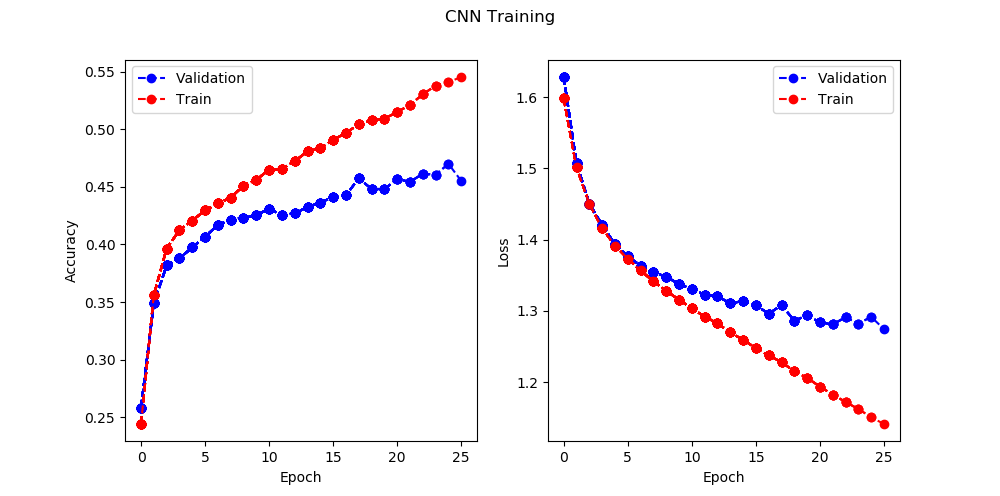 CNN Training
Validation
Train
0.55
0.50
0.45
0.40
0.35
0.30
0.25
Accuracy
0 5 10 15 20 25
Epoch
Validation
Train
1.6
1.5
1.4
1.3
1.2
Loss
0 5 10 15 20 25
Epoch